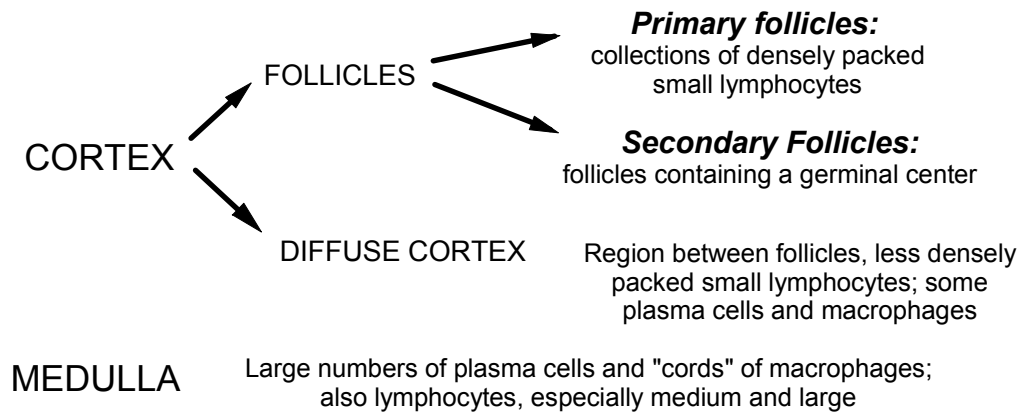 Primary follicles:
collections of densely packed
small lymphocytes
FOLLICLES
Secondary Follicles:
follicles containing a germinal center
CORTEX
DIFFUSE CORTEX
Region between follicles, less densely
packed small lymphocytes; some
plasma cells and macrophages
MEDULLA
Large numbers of plasma cells and "cords" of macrophages;
also lymphocytes, especially medium and large